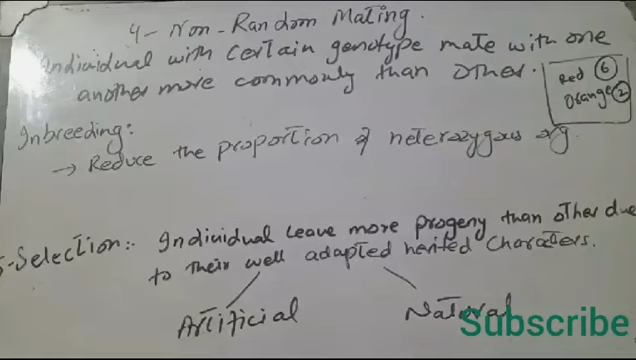 4- Non-Random Mating.
Individual with certain genotype mate with one
another more commonly than other.
Red 6
Orange 2
Inbreeding:
→ Reduce the proportion of heterozygous org.
5-Selection:- Individual leave more progeny than other due
to their well adapted herited Charaters.
Artificial
Natural
Subscribe